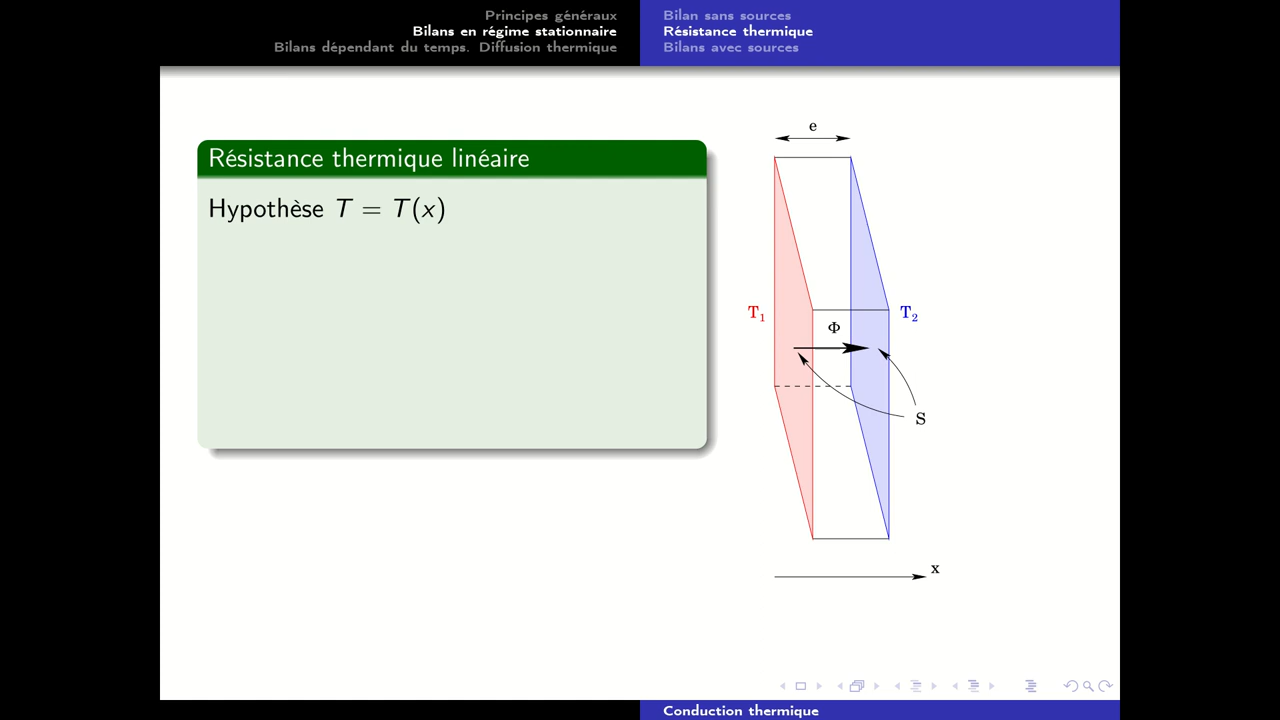 Principes généraux
Bilans en régime stationnaire
Bilans dépendant du temps. Diffusion thermique
Bilan sans sources
Résistance thermique
Bilans avec sources
Résistance thermique linéaire
Hypothèse T = T(x)
e
T₁
T₂
Φ
S
x
Conduction thermique